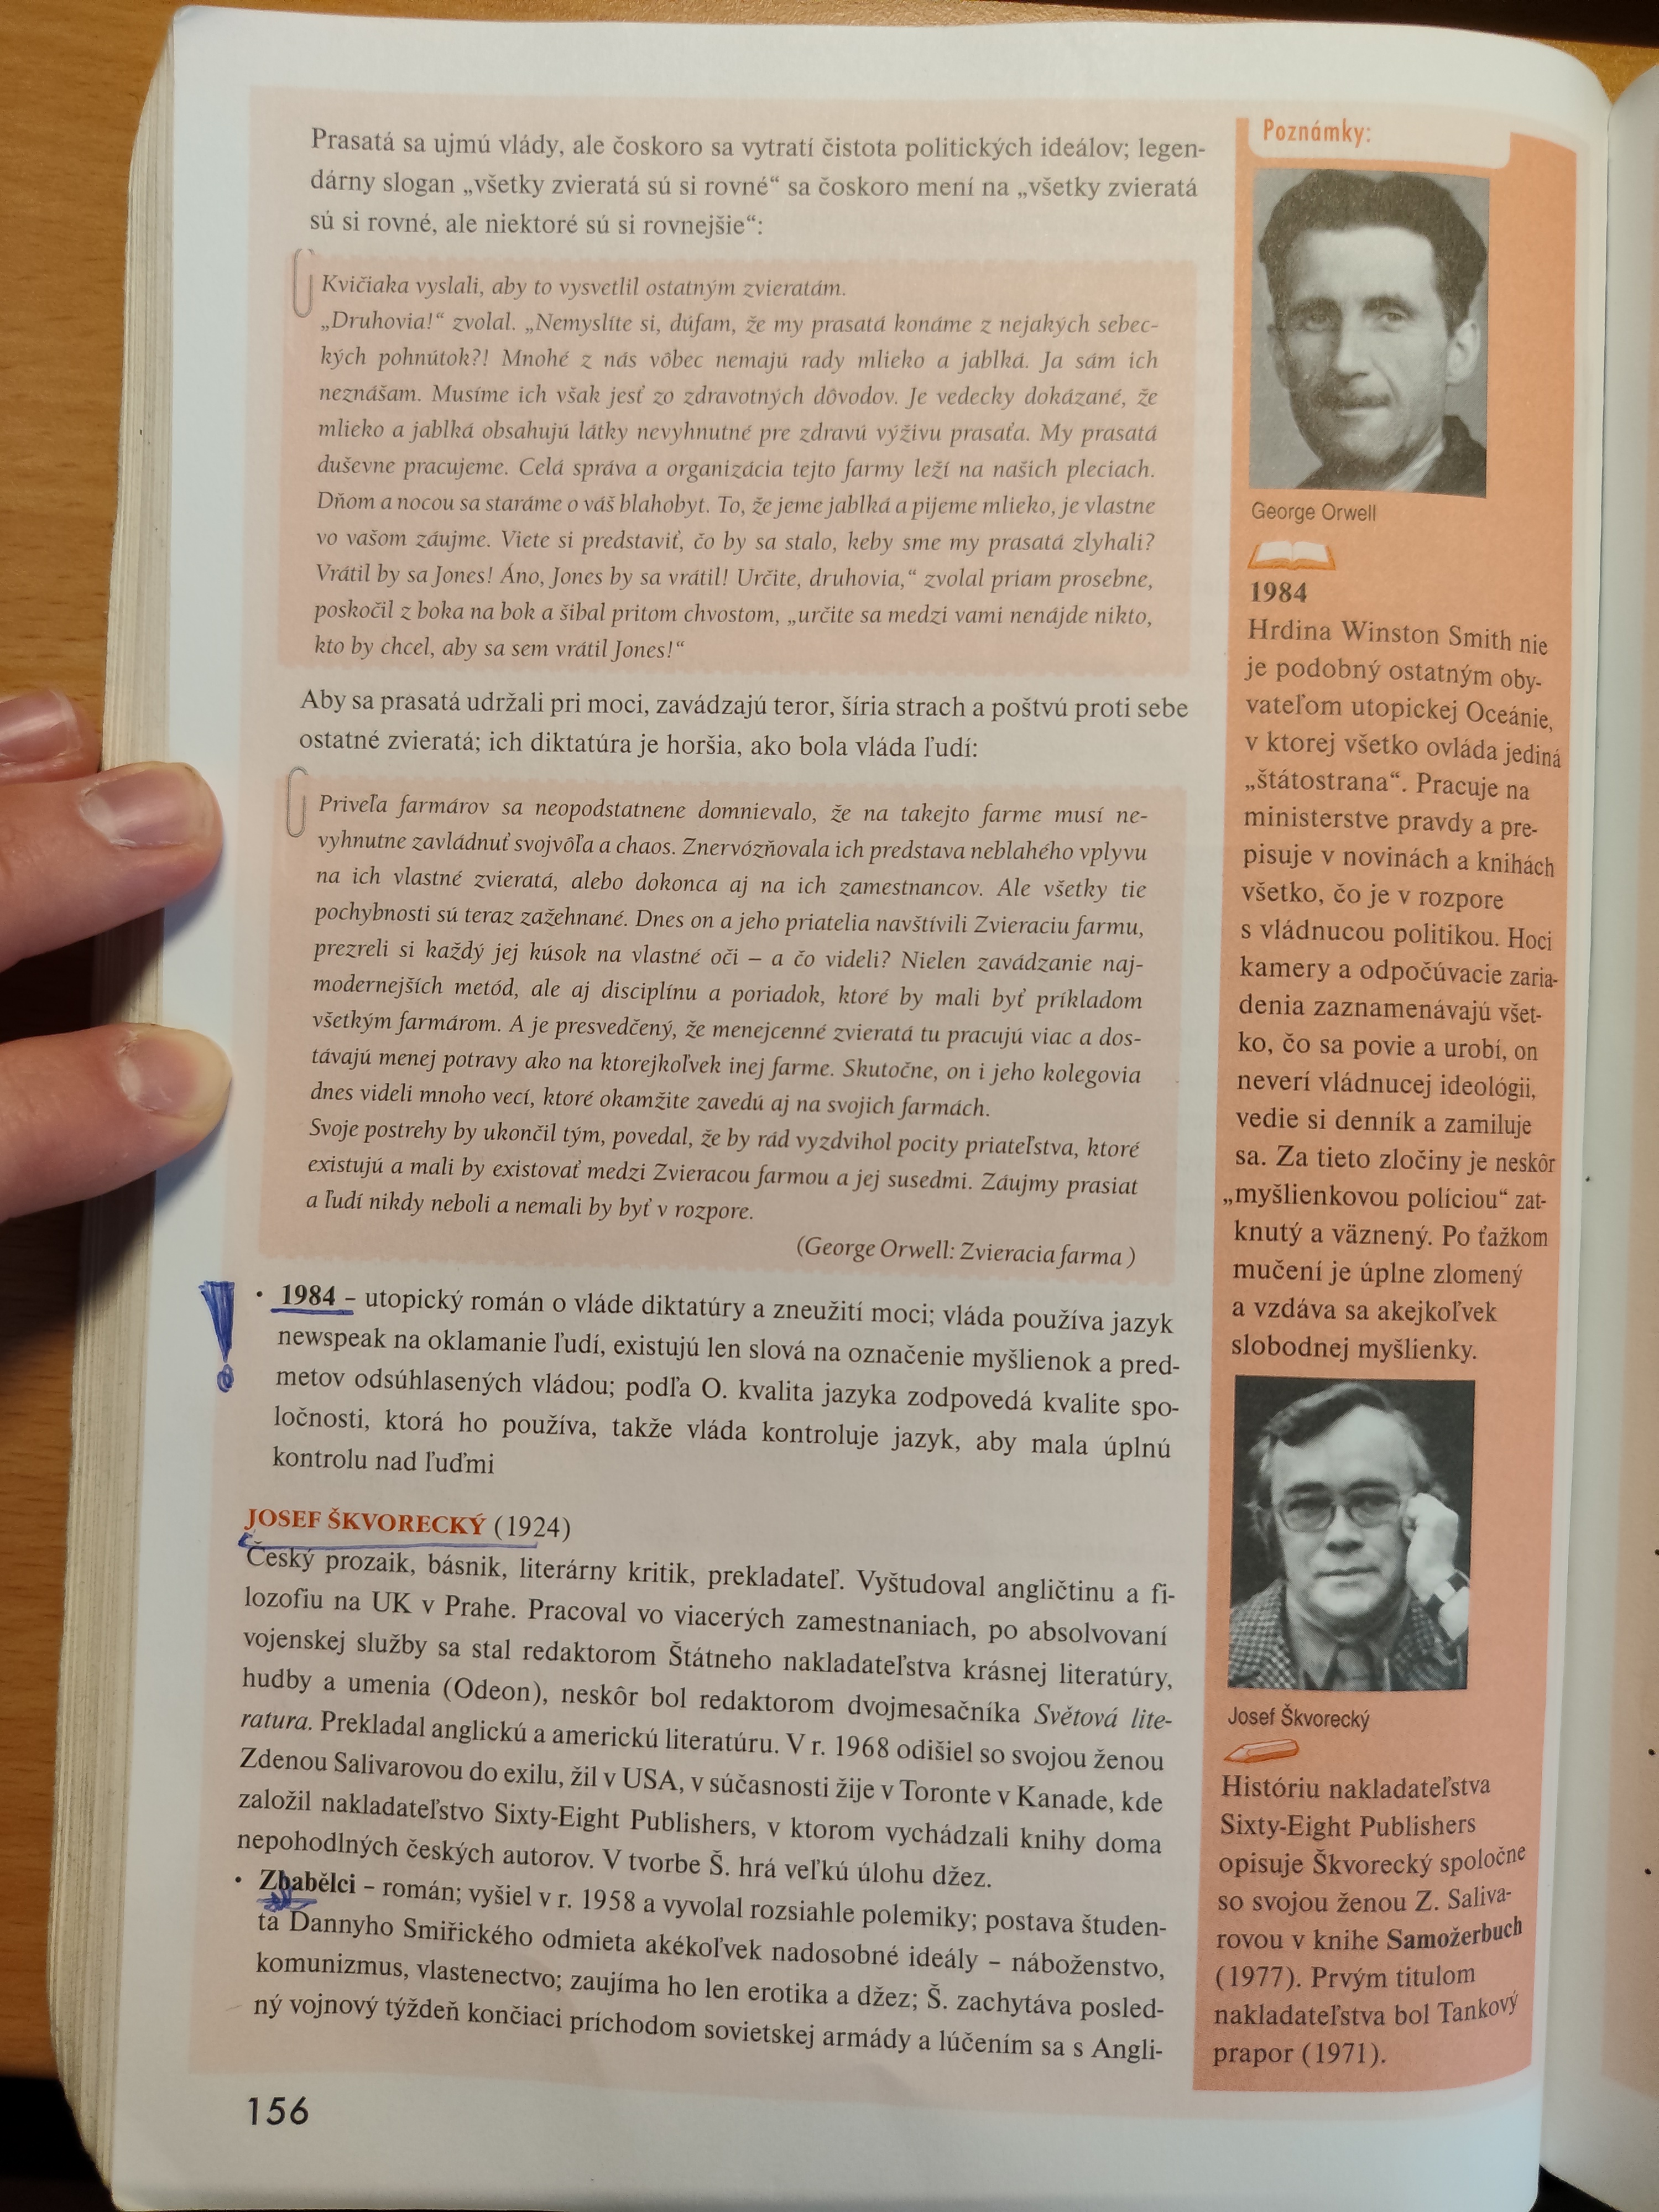 Prasatá sa ujmú vlády, ale čoskoro sa vytratí čistota politických ideálov; legen-
dárny slogan „všetky zvieratá sú si rovné“ sa čoskoro mení na „všetky zvieratá
sú si rovné, ale niektoré sú si rovnejšie“:
Kvičiaka vyslali, aby to vysvetlil ostatným zvieratám.
„Druhovia!“ zvolal. „Nemyslíte si, dúfam, že my prasatá konáme z nejakých sebec-
kých pohnútok?! Mnohé z nás vôbec nemajú rady mlieko a jablká. Ja sám ich
neznášam. Musíme ich však jesť zo zdravotných dôvodov. Je vedecky dokázané, že
mlieko a jablká obsahujú látky nevyhnutné pre zdravú výživu prasaťa. My prasatá
duševne pracujeme. Celá správa a organizácia tejto farmy leží na našich pleciach.
Dňom a nocou sa staráme o váš blahobyt. To, že jeme jablká a pijeme mlieko, je vlastne
vo vašom záujme. Viete si predstaviť, čo by sa stalo, keby sme my prasatá zlyhali?
Vrátil by sa Jones! Áno, Jones by sa vrátil! Určite, druhovia,“ zvolal priam prosebne,
poskočil z boka na bok a šibal pritom chvostom, „určite sa medzi vami nenájde nikto,
kto by chcel, aby sa sem vrátil Jones!“
Aby sa prasatá udržali pri moci, zavádzajú teror, šíria strach a poštvú proti sebe
ostatné zvieratá; ich diktatúra je horšia, ako bola vláda ľudí:
Priveľa farmárov sa neopodstatnene domnievalo, že na takejto farme musí ne-
vyhnutne zavládnuť svojvôľa a chaos. Znervózňovala ich predstava neblahého vplyvu
na ich vlastné zvieratá, alebo dokonca aj na ich zamestnancov. Ale všetky tie
pochybnosti sú teraz zažehnané. Dnes on a jeho priatelia navštívili Zvieraciu farmu,
prezreli si každý jej kúsok na vlastné oči – a čo videli? Nielen zavádzanie naj-
modernejších metód, ale aj disciplínu a poriadok, ktoré by mali byť príkladom
všetkým farmárom. A je presvedčený, že menejcenné zvieratá tu pracujú viac a dos-
távajú menej potravy ako na ktorejkoľvek inej farme. Skutočne, on i jeho kolegovia
dnes videli mnoho vecí, ktoré okamžite zavedú aj na svojich farmách.
Svoje postrehy by ukončil tým, povedal, že by rád vyzdvihol pocity priateľstva, ktoré
existujú a mali by existovať medzi Zvieracou farmou a jej susedmi. Záujmy prasiat
a ľudí nikdy neboli a nemali by byť v rozpore.
(George Orwell: Zvieracia farma )
• 1984 – utopický román o vláde diktatúry a zneužití moci; vláda používa jazyk
newspeak na oklamanie ľudí, existujú len slová na označenie myšlienok a pred-
metov odsúhlasených vládou; podľa O. kvalita jazyka zodpovedá kvalite spo-
ločnosti, ktorá ho používa, takže vláda kontroluje jazyk, aby mala úplnú
kontrolu nad ľuďmi
JOSEF ŠKVORECKÝ (1924)
Český prozaik, básnik, literárny kritik, prekladateľ. Vyštudoval angličtinu a fi-
lozofiu na UK v Prahe. Pracoval vo viacerých zamestnaniach, po absolvovaní
vojenskej služby sa stal redaktorom Štátneho nakladateľstva krásnej literatúry,
hudby a umenia (Odeon), neskôr bol redaktorom dvojmesačníka Světová lite-
ratura. Prekladal anglickú a americkú literatúru. V r. 1968 odišiel so svojou ženou
Zdenou Salivarovou do exilu, žil v USA, v súčasnosti žije v Toronte v Kanade, kde
založil nakladateľstvo Sixty-Eight Publishers, v ktorom vychádzali knihy doma
nepohodlných českých autorov. V tvorbe Š. hrá veľkú úlohu džez.
• Zbabělci – román; vyšiel v r. 1958 a vyvolal rozsiahle polemiky; postava študen-
ta Dannyho Smiřického odmieta akékoľvek nadosobné ideály – náboženstvo,
komunizmus, vlastenectvo; zaujíma ho len erotika a džez; Š. zachytáva posled-
ný vojnový týždeň končiaci príchodom sovietskej armády a lúčením sa s Angli-
156
Poznámky:
George Orwell
1984
Hrdina Winston Smith nie
je podobný ostatným oby-
vateľom utopickej Oceánie,
v ktorej všetko ovláda jediná
„štátostrana“. Pracuje na
ministerstve pravdy a pre-
pisuje v novinách a knihách
všetko, čo je v rozpore
s vládnucou politikou. Hoci
kamery a odpočúvacie zaria-
denia zaznamenávajú všet-
ko, čo sa povie a urobí, on
neverí vládnucej ideológii,
vedie si denník a zamiluje
sa. Za tieto zločiny je neskôr
„myšlienkovou políciou“ zat-
knutý a väznený. Po ťažkom
mučení je úplne zlomený
a vzdáva sa akejkoľvek
slobodnej myšlienky.
Josef Škvorecký
Históriu nakladateľstva
Sixty-Eight Publishers
opisuje Škvorecký spoločne
so svojou ženou Z. Saliva-
rovou v knihe Samožerbuch
(1977). Prvým titulom
nakladateľstva bol Tankový
prapor (1971).